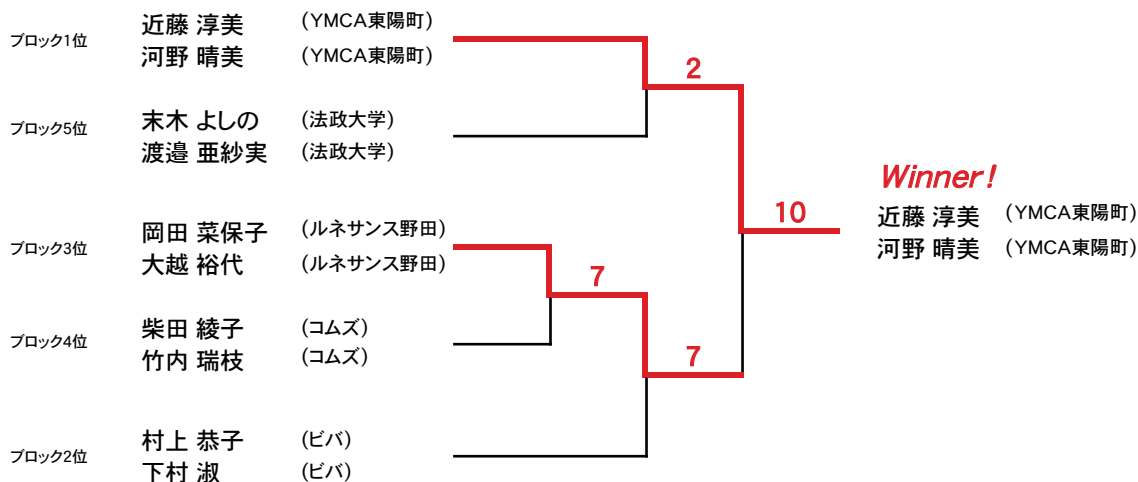 ブロック1位 近藤 淳美 (YMCA東陽町)
河野 晴美 (YMCA東陽町)
2
ブロック5位 末木 よしの (法政大学)
渡邉 亜紗実 (法政大学)
Winner!
10
近藤 淳美 (YMCA東陽町)
河野 晴美 (YMCA東陽町)
ブロック3位 岡田 菜保子 (ルネサンス野田)
大越 裕代 (ルネサンス野田)
7
ブロック4位 柴田 綾子 (コムズ)
竹内 瑞枝 (コムズ)
7
ブロック2位 村上 恭子 (ビバ)
下村 淑 (ビバ)